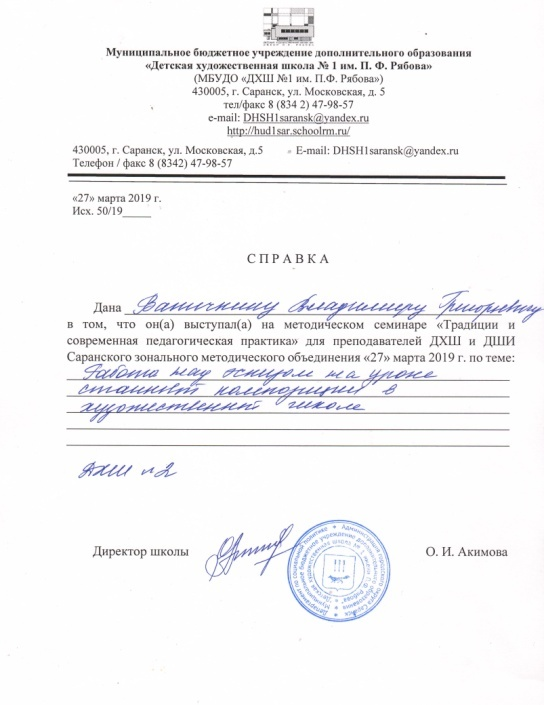 Муниципальное бюджетное учреждение дополнительного образования
«Детская художественная школа № 1 им. П. Ф. Рябова»
(МБУДО «ДХШ №1 им. П.Ф. Рябова»)
430005, г. Саранск, ул. Московская, д. 5
тел/факс 8 (834 2) 47-98-57
e-mail: DHSH1saransk@yandex.ru
http://hud1sar.schoolrm.ru/
430005, г. Саранск, ул. Московская, д.5 E-mail: DHSH1saransk@yandex.ru
Телефон / факс 8 (8342) 47-98-57
«27» марта 2019 г.
Исх. 50/19_____
С П Р А В К А
Дана Ваточкину Владимиру Григорьевичу
в том, что он(а) выступал(а) на методическом семинаре «Традиции и
современная педагогическая практика» для преподавателей ДХШ и ДШИ
Саранского зонального методического объединения «27» марта 2019 г. по теме:
Работа над эскизом на уроке
станковой композиции в
художественной школе
ДХШ №2
Директор школы О. И. Акимова